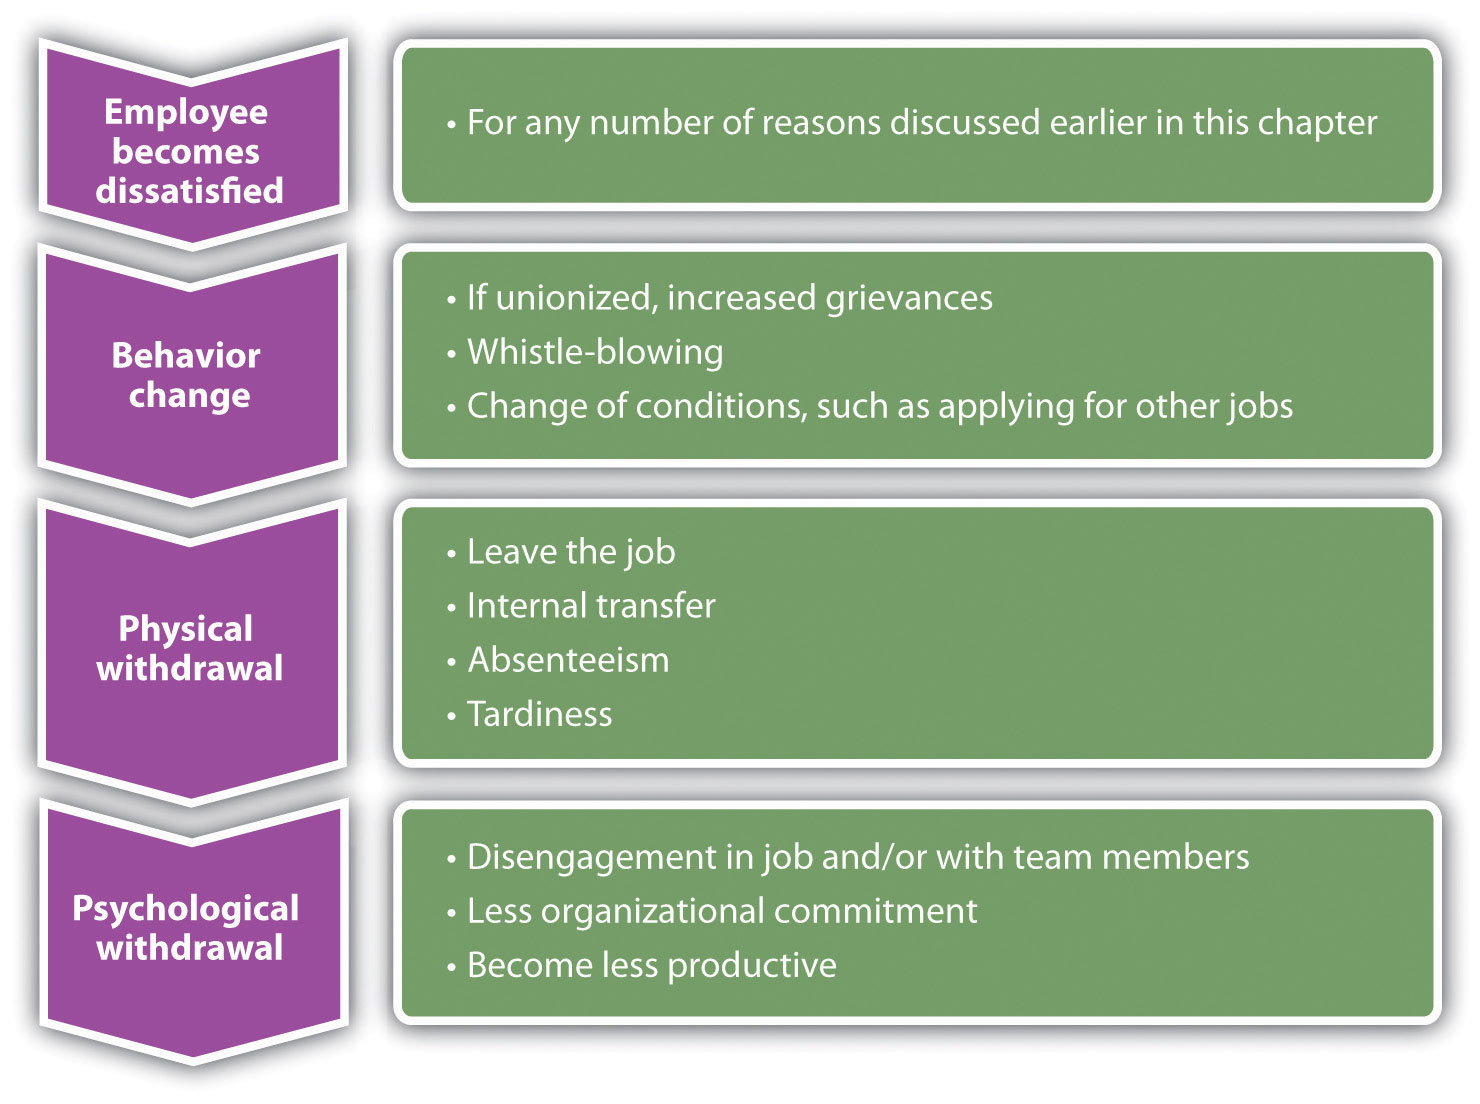 Employee
becomes
dissatisfied
• For any number of reasons discussed earlier in this chapter
Behavior
change
• If unionized, increased grievances
• Whistle-blowing
• Change of conditions, such as applying for other jobs
Physical
withdrawal
• Leave the job
• Internal transfer
• Absenteeism
• Tardiness
Psychological
withdrawal
• Disengagement in job and/or with team members
• Less organizational commitment
• Become less productive